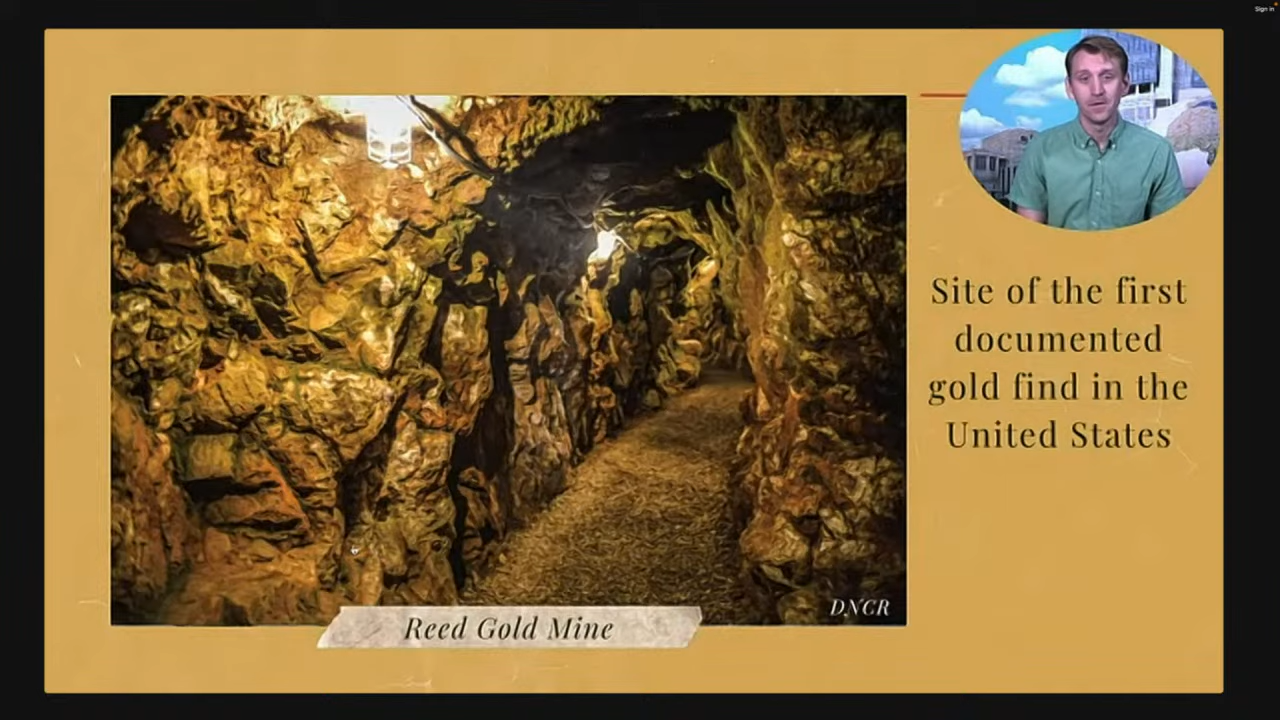 Sign in
Site of the first
documented
gold find in the
United States
DNCR
Reed Gold Mine